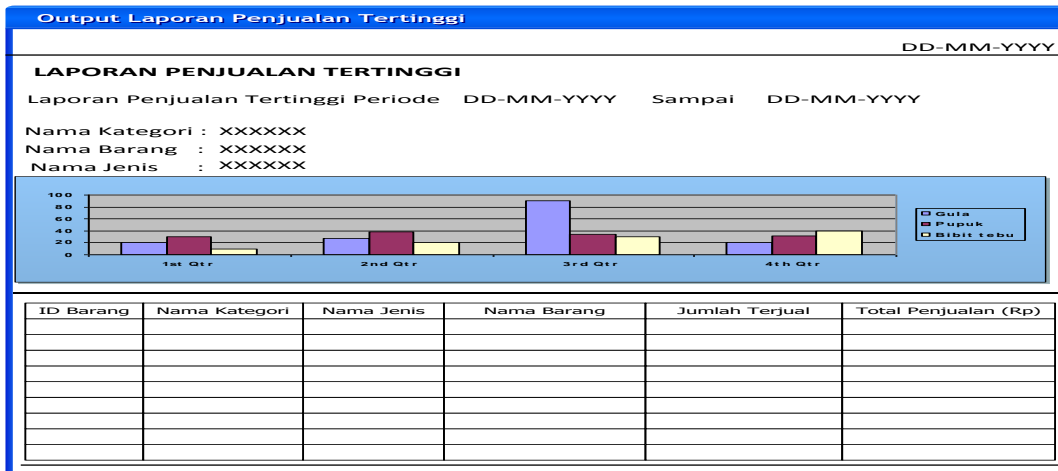 Output Laporan Penjualan Tertinggi
DD-MM-YYYY
LAPORAN PENJUALAN TERTINGGI
Laporan Penjualan Tertinggi Periode DD-MM-YYYY Sampai DD-MM-YYYY
Nama Kategori : XXXXXX
Nama Barang : XXXXXX
Nama Jenis : XXXXXX
100
80
60
40
20
0
1st Qtr 2nd Qtr 3rd Qtr 4th Qtr
Gula
Pupuk
Bibit tebu
ID Barang Nama Kategori Nama Jenis Nama Barang Jumlah Terjual Total Penjualan (Rp)